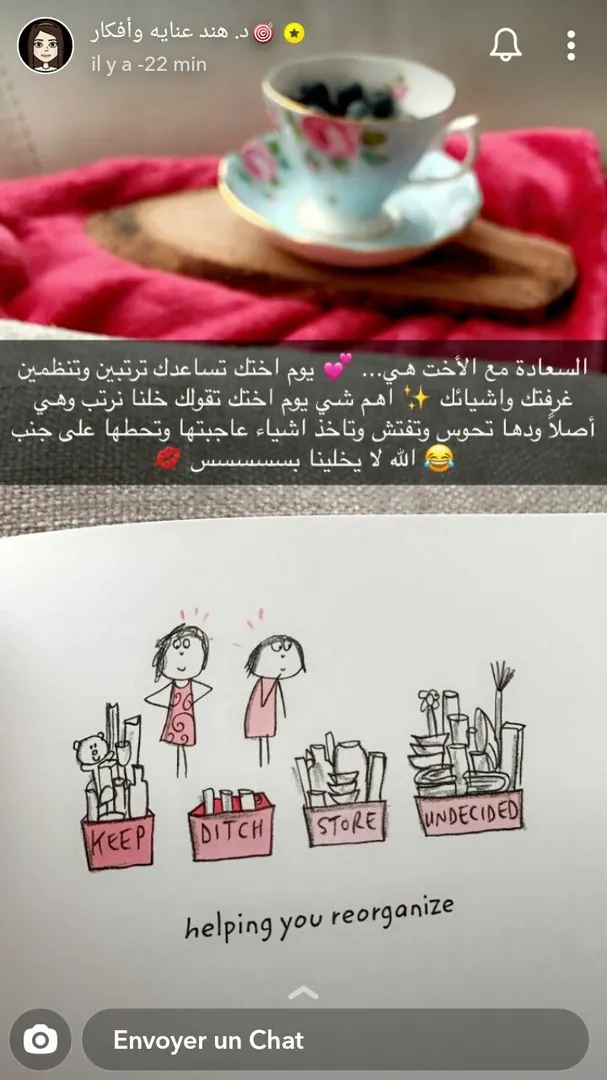 د. هند عنايه وأفكار🎯 ⭐
il y a -22 min
السعادة مع الأخت هي... 💕 يوم اختك تساعدك ترتبين وتنظمين
غرفتك واشيائك ✨ اهم شي يوم اختك تقولك خلنا نرتب وهي
أصلاً ودها تحوس وتفتش وتاخذ اشياء عاجبتها وتحطها على جنب
😂 الله لا يخلينا بسسسسسس 💋
KEEP
DITCH
STORE
UNDECIDED
helping you reorganize
Envoyer un Chat